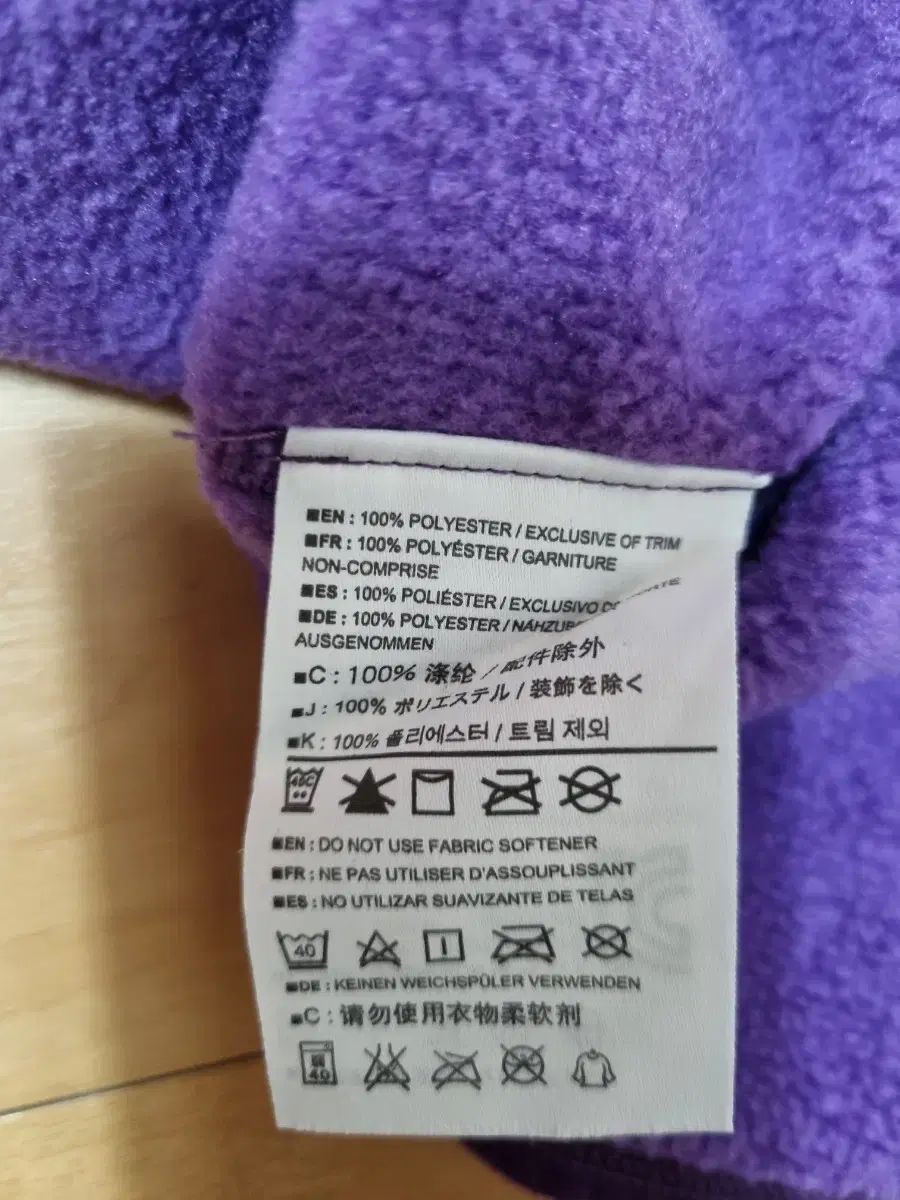 ■EN : 100% POLYESTER / EXCLUSIVE OF TRIM
■FR : 100% POLYÉSTER / GARNITURE
NON-COMPRISE
■ES : 100% POLIÉSTER / EXCLUSIVO
■DE : 100% POLYESTER /
AUSGENOMMEN
■C : 100% 涤纶 / 配件除外
■J : 100% ポリエステル / 装飾を除く
■K : 100% 폴리에스터 / 트림 제외
40C
■EN : DO NOT USE FABRIC SOFTENER
■FR : NE PAS UTILISER D'ASSOUPLISSANT
■ES : NO UTILIZAR SUAVIZANTE DE TELAS
40
■DE : KEINEN WEICHSPÜLER VERWENDEN
■C : 请勿使用衣物柔软剂
弱
40